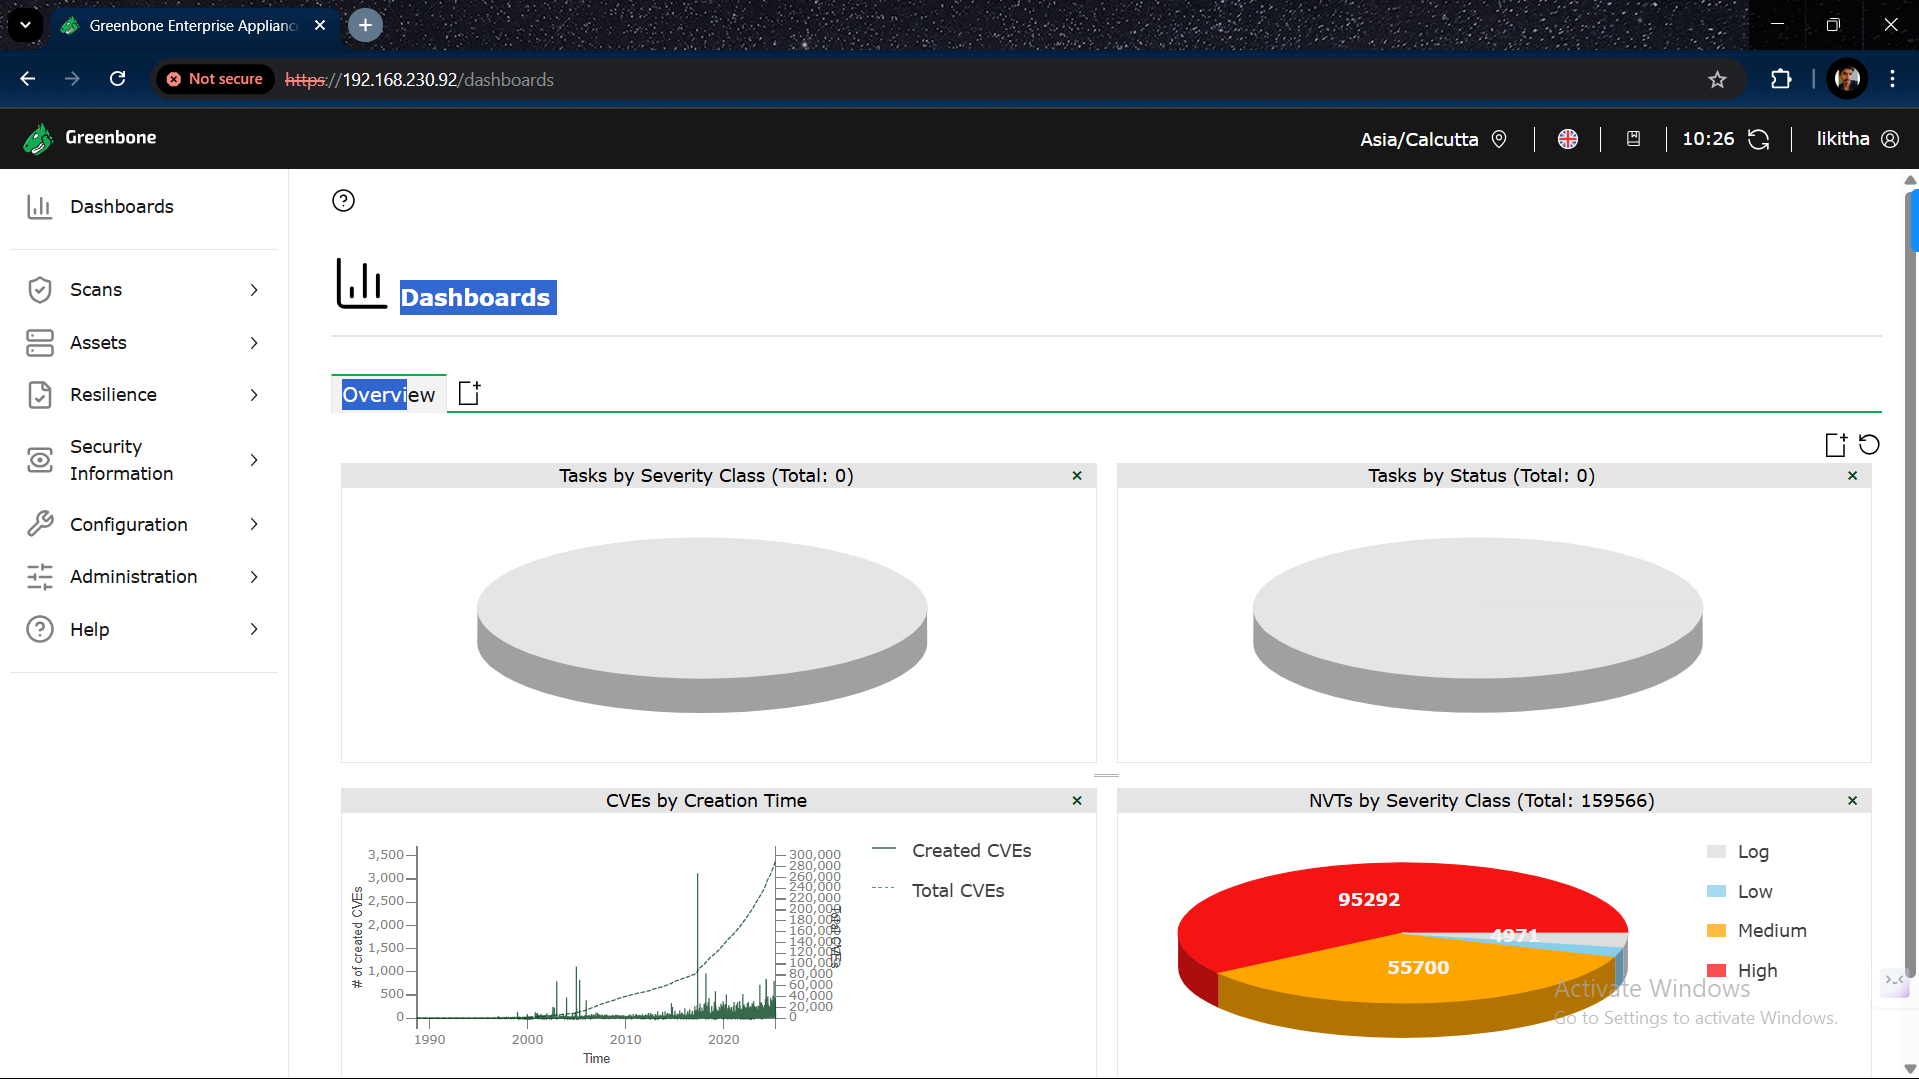 Greenbone Enterprise Applianc
Not secure
https://192.168.230.92/dashboards
Greenbone
Asia/Calcutta
10:26
likitha
Dashboards
Scans
Assets
Resilience
Security
Information
Configuration
Administration
Help
Dashboards
Overview
Tasks by Severity Class (Total: 0)
Tasks by Status (Total: 0)
CVEs by Creation Time
3,500
3,000
2,500
2,000
1,500
1,000
500
0
# of created CVEs
300,000
280,000
260,000
240,000
220,000
200,000
180,000
160,000
140,000
120,000
100,000
80,000
60,000
40,000
20,000
0
Total CVEs
1990
2000
2010
2020
Time
Created CVEs
Total CVEs
NVTs by Severity Class (Total: 159566)
95292
4971
55700
Log
Low
Medium
High
Activate Windows
Go to Settings to activate Windows.